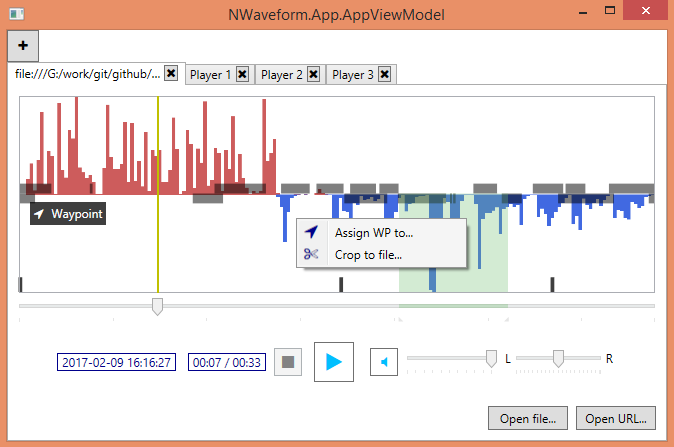 NWaveform.App.AppViewModel
+
file:///G:/work/git/github/... Player 1 Player 2 Player 3
Waypoint
Assign WP to...
Crop to file...
2017-02-09 16:16:27 00:07 / 00:33 L R
Open file... Open URL...